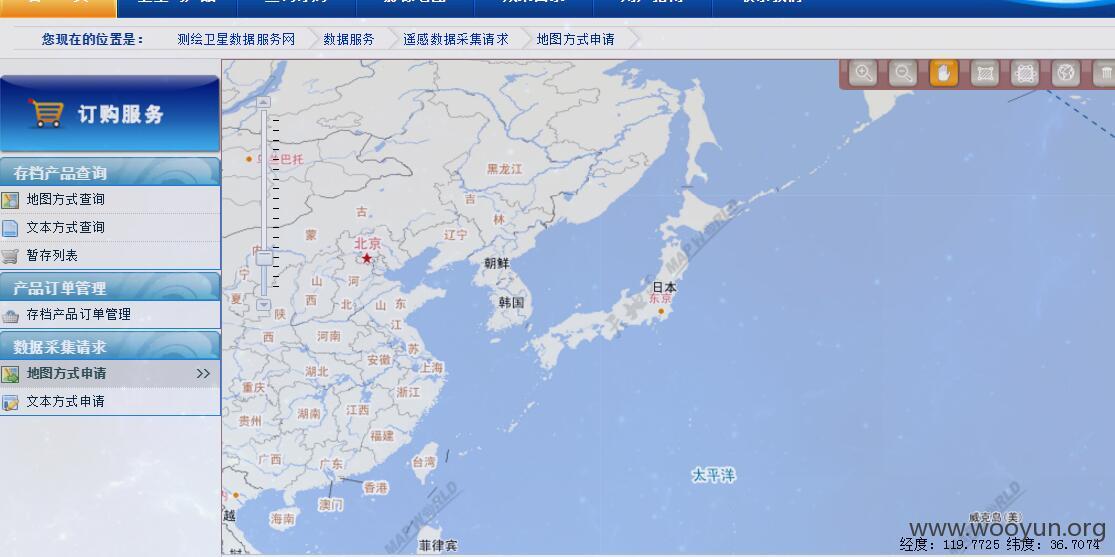 您现在的位置是： 测绘卫星数据服务网 数据服务 遥感数据采集请求 地图方式申请
订购服务
存档产品查询
地图方式查询
文本方式查询
暂存列表
产品订单管理
存档产品订单管理
数据采集请求
地图方式申请 >>
文本方式申请
黑龙江
吉
林
古
辽宁
蒙
北京
内
朝鲜
宁
山 河
日本
夏
西 北 山 东
韩国
东京
陕
江
西 河南
苏
安徽 上海
重庆 湖北
浙江
贵州 湖南 江西
福建
广西 广东 台湾
香港
澳门
海南
越
菲律宾
太平洋
威克岛(美)
MAP WORLD
MAP WORLD
www.wooyun.org
经度：119.7725 纬度：36.7074